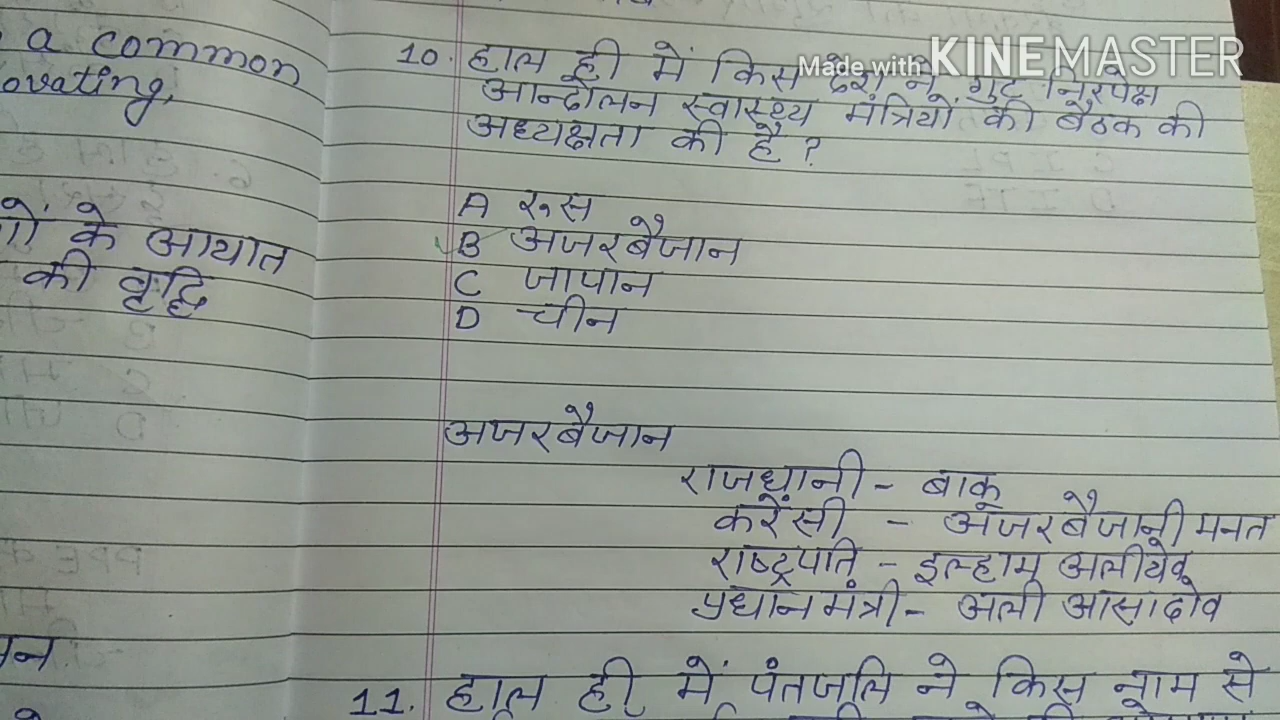 a common
ovating,
गों के आयात
की वृद्धि
Made with KINEMASTER
10. हाल ही में किस देश ने गुट निरपेक्ष
आन्दोलन स्वास्थ्य मंत्रियों की बैठक की
अध्यक्षता की है ?
A रुस
B अजरबैजान
C जापान
D चीन
अजरबैजान
राजधानी - बाकू
करेंसी - अजरबैजानी मनत
राष्ट्रपति - इल्हाम अलीयेव
प्रधानमंत्री - अली आसादोव
11. हाल ही में पंतजलि ने किस नाम से